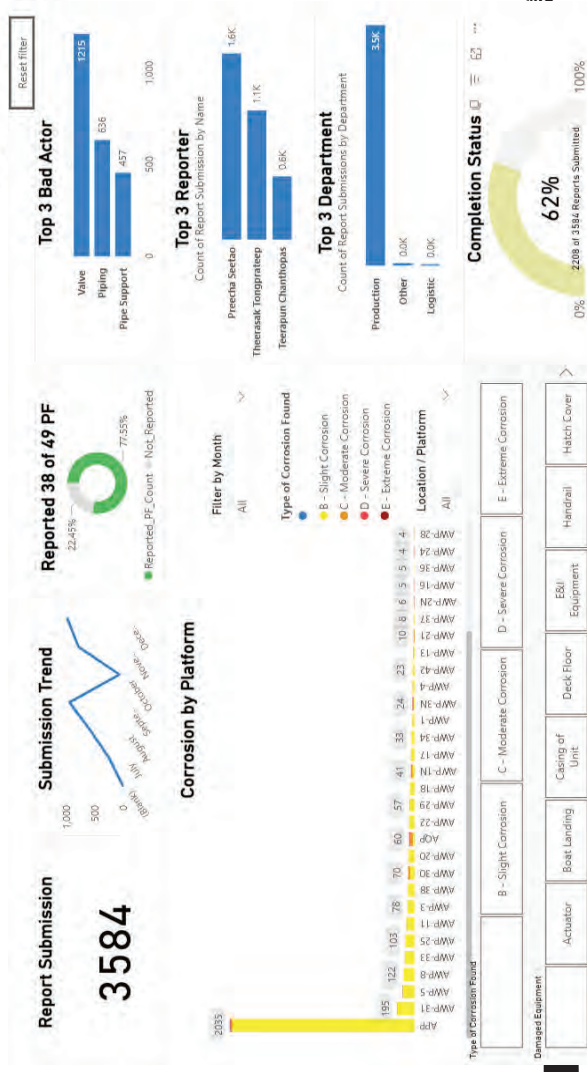 Report Submission
3584
Submission Trend
1,000
500
0
(Blank)
July
August
Septe...
October
Nove...
Dece...
Reported 38 of 49 PF
22.45%
77.55%
Reported_PF_Count
Not_Reported
Reset filter
Top 3 Bad Actor
Valve
1215
Piping
636
Pipe Support
457
0
500
1,000
Top 3 Reporter
Count of Report Submission by Name
Preecha Seetao
1.6K
Theerasak Tongprateep
1.1K
Teerapun Chanthopas
0.6K
Top 3 Department
Count of Report Submissions by Department
Production
3.5K
Other
0.0K
Logistic
0.0K
Completion Status
62%
2208 of 3584 Reports Submitted
0%
100%
Corrosion by Platform
2035
195
122
103
78
70
60
57
41
33
24
23
10
8
6
5
5
4
4
APP
AWP-31
AWP-5
AWP-8
AWP-33
AWP-25
AWP-11
AWP-3
AWP-38
AWP-30
AWP-20
AQP
AWP-22
AWP-29
AWP-18
AWP-1N
AWP-17
AWP-34
AWP-1
AWP-3N
AWP-4
AWP-42
AWP-13
AWP-21
AWP-37
AWP-2N
AWP-16
AWP-36
AWP-24
AWP-28
Filter by Month
All
Type of Corrosion Found
B - Slight Corrosion
C - Moderate Corrosion
D - Severe Corrosion
E - Extreme Corrosion
Location / Platform
All
Type of Corrosion Found
B - Slight Corrosion
C - Moderate Corrosion
D - Severe Corrosion
E - Extreme Corrosion
Damaged Equipment
Actuator
Boat Landing
Casing of
Unit
Deck Floor
E&I
Equipment
Handrail
Hatch Cover